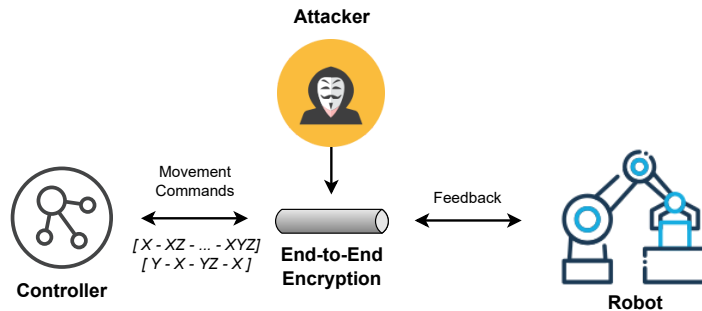 Attacker
Movement
Commands
[ X - XZ - ... - XYZ]
[ Y - X - YZ - X ]
Controller
End-to-End
Encryption
Feedback
Robot